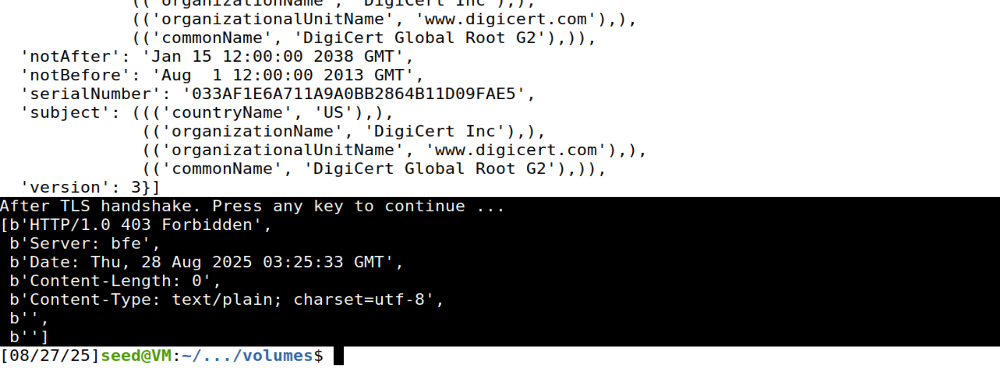 (('organizationName', 'DigiCert Inc'),),
(('organizationalUnitName', 'www.digicert.com'),),
(('commonName', 'DigiCert Global Root G2'),)),
'notAfter': 'Jan 15 12:00:00 2038 GMT',
'notBefore': 'Aug  1 12:00:00 2013 GMT',
'serialNumber': '033AF1E6A711A9A0BB2864B11D09FAE5',
'subject': ((('countryName', 'US'),),
(('organizationName', 'DigiCert Inc'),),
(('organizationalUnitName', 'www.digicert.com'),),
(('commonName', 'DigiCert Global Root G2'),)),
'version': 3}]
After TLS handshake. Press any key to continue ...
[b'HTTP/1.0 403 Forbidden',
b'Server: bfe',
b'Date: Thu, 28 Aug 2025 03:25:33 GMT',
b'Content-Length: 0',
b'Content-Type: text/plain; charset=utf-8',
b'',
b'']
[08/27/25]seed@VM:~/.../volumes$